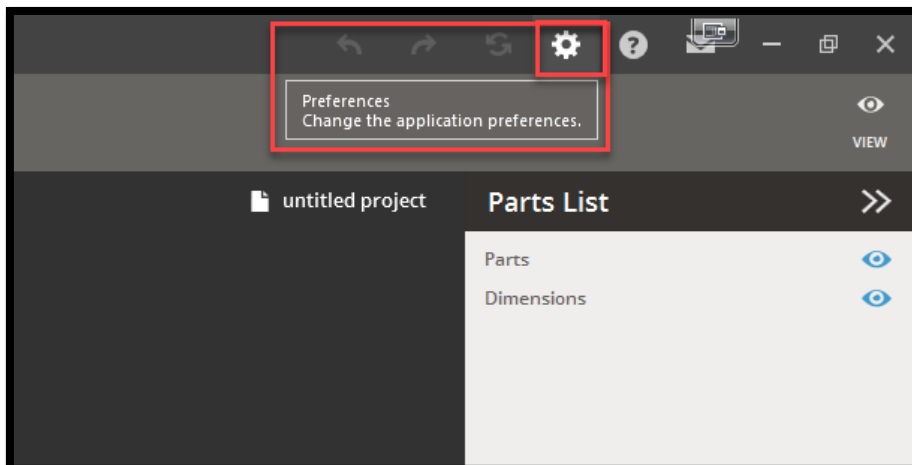 Preferences
Change the application preferences.
VIEW
untitled project
Parts List
Parts
Dimensions